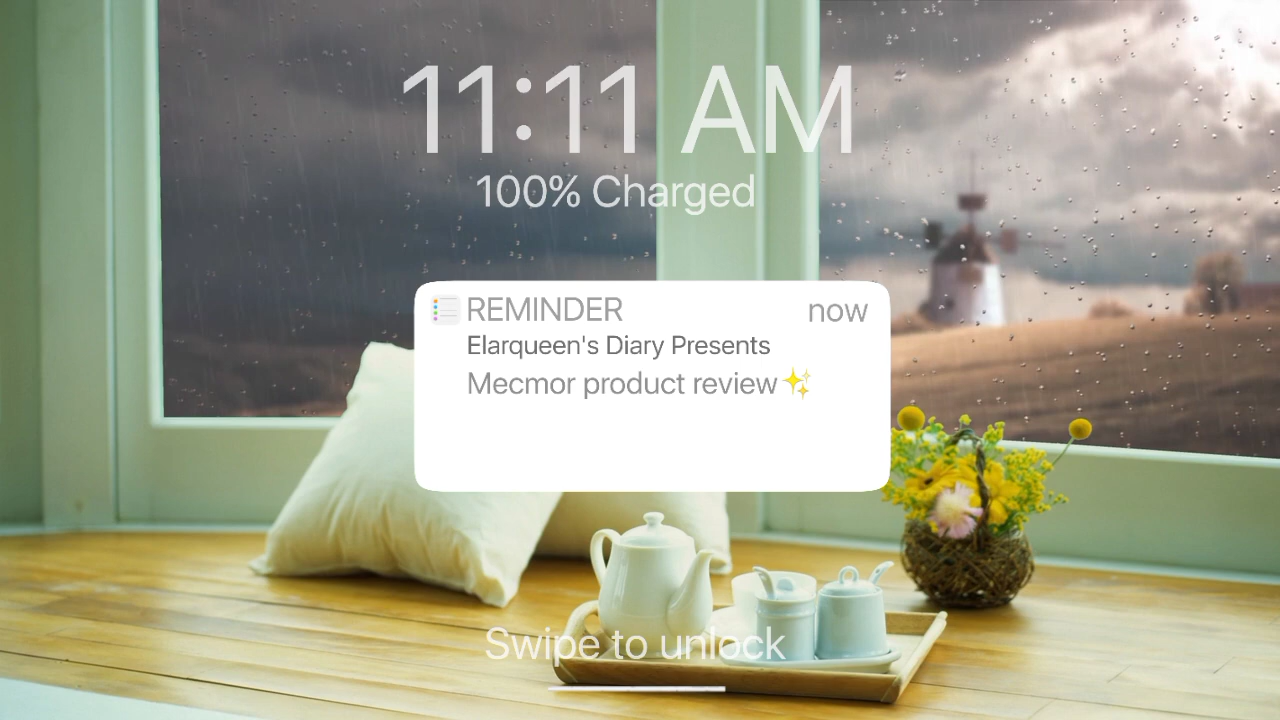 11:11 AM
100% Charged
REMINDER now
Elarqueen's Diary Presents
Mecmor product review✨
Swipe to unlock